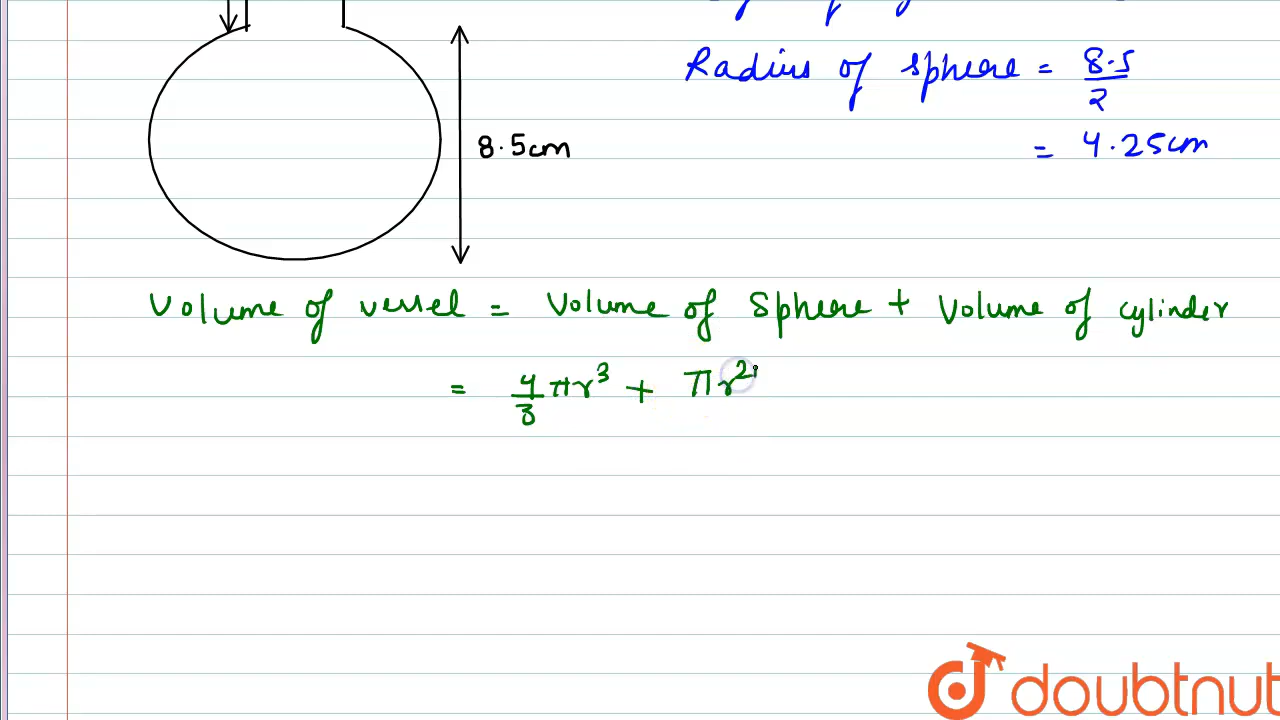 Radius of sphere = 8.5/2
= 4.25cm
8.5cm
Volume of vessel = Volume of Sphere + Volume of cylinder
= 4/3 πr³ + πr²
doubtnut